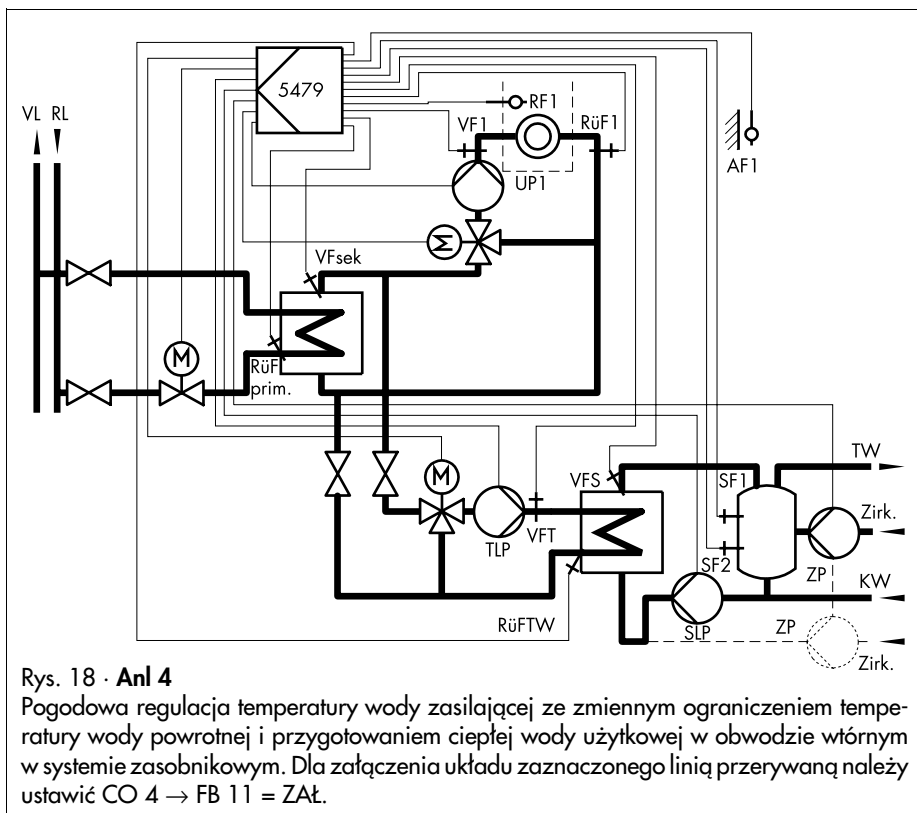 5479
VL RL
RF1
VF1
RüF1
UP1
AF1
VFsek
M
RüF
prim.
M
TW
VFS
SF1
Zirk.
VFT
TLP
SF2
ZP
KW
RüFTW
SLP
ZP
Zirk.
Rys. 18 · Anl 4
Pogodowa regulacja temperatury wody zasilającej ze zmiennym ograniczeniem tempe-
ratury wody powrotnej i przygotowaniem ciepłej wody użytkowej w obwodzie wtórnym
w systemie zasobnikowym. Dla załączenia układu zaznaczonego linią przerywaną należy
ustawić CO 4 → FB 11 = ZAŁ.